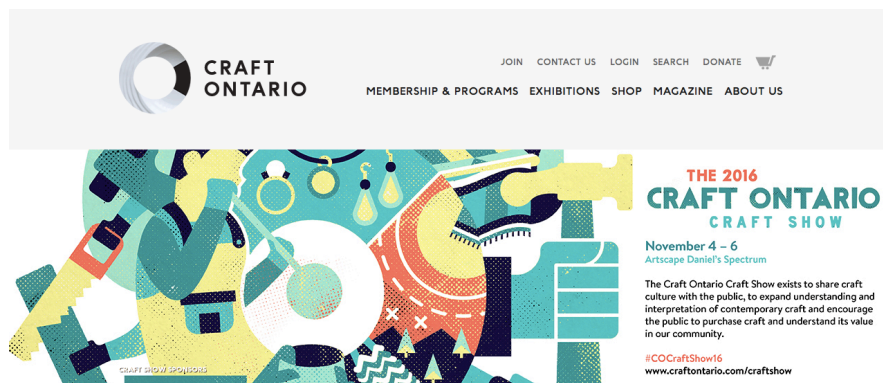 CRAFT
ONTARIO
JOIN CONTACT US LOGIN SEARCH DONATE
MEMBERSHIP & PROGRAMS EXHIBITIONS SHOP MAGAZINE ABOUT US
THE 2016
CRAFT ONTARIO
CRAFT SHOW
November 4 – 6
Artscape Daniel's Spectrum
The Craft Ontario Craft Show exists to share craft
culture with the public, to expand understanding and
interpretation of contemporary craft and encourage
the public to purchase craft and understand its value
in our community.
#COCraftShow16
www.craftontario.com/craftshow
CRAFT SHOW SPONSORS